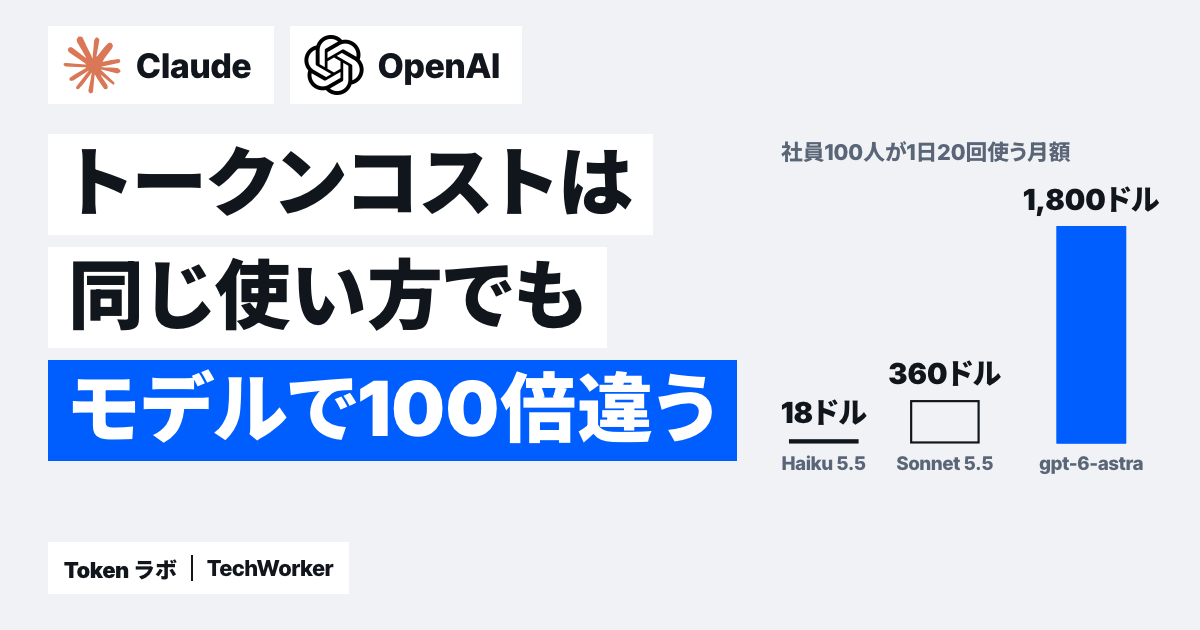 Claude
OpenAI
トークンコストは
同じ使い方でも
モデルで100倍違う
社員100人が1日20回使う月額
18ドル
360ドル
1,800ドル
Haiku 5.5
Sonnet 5.5
gpt-6-astra
Token ラボ | TechWorker